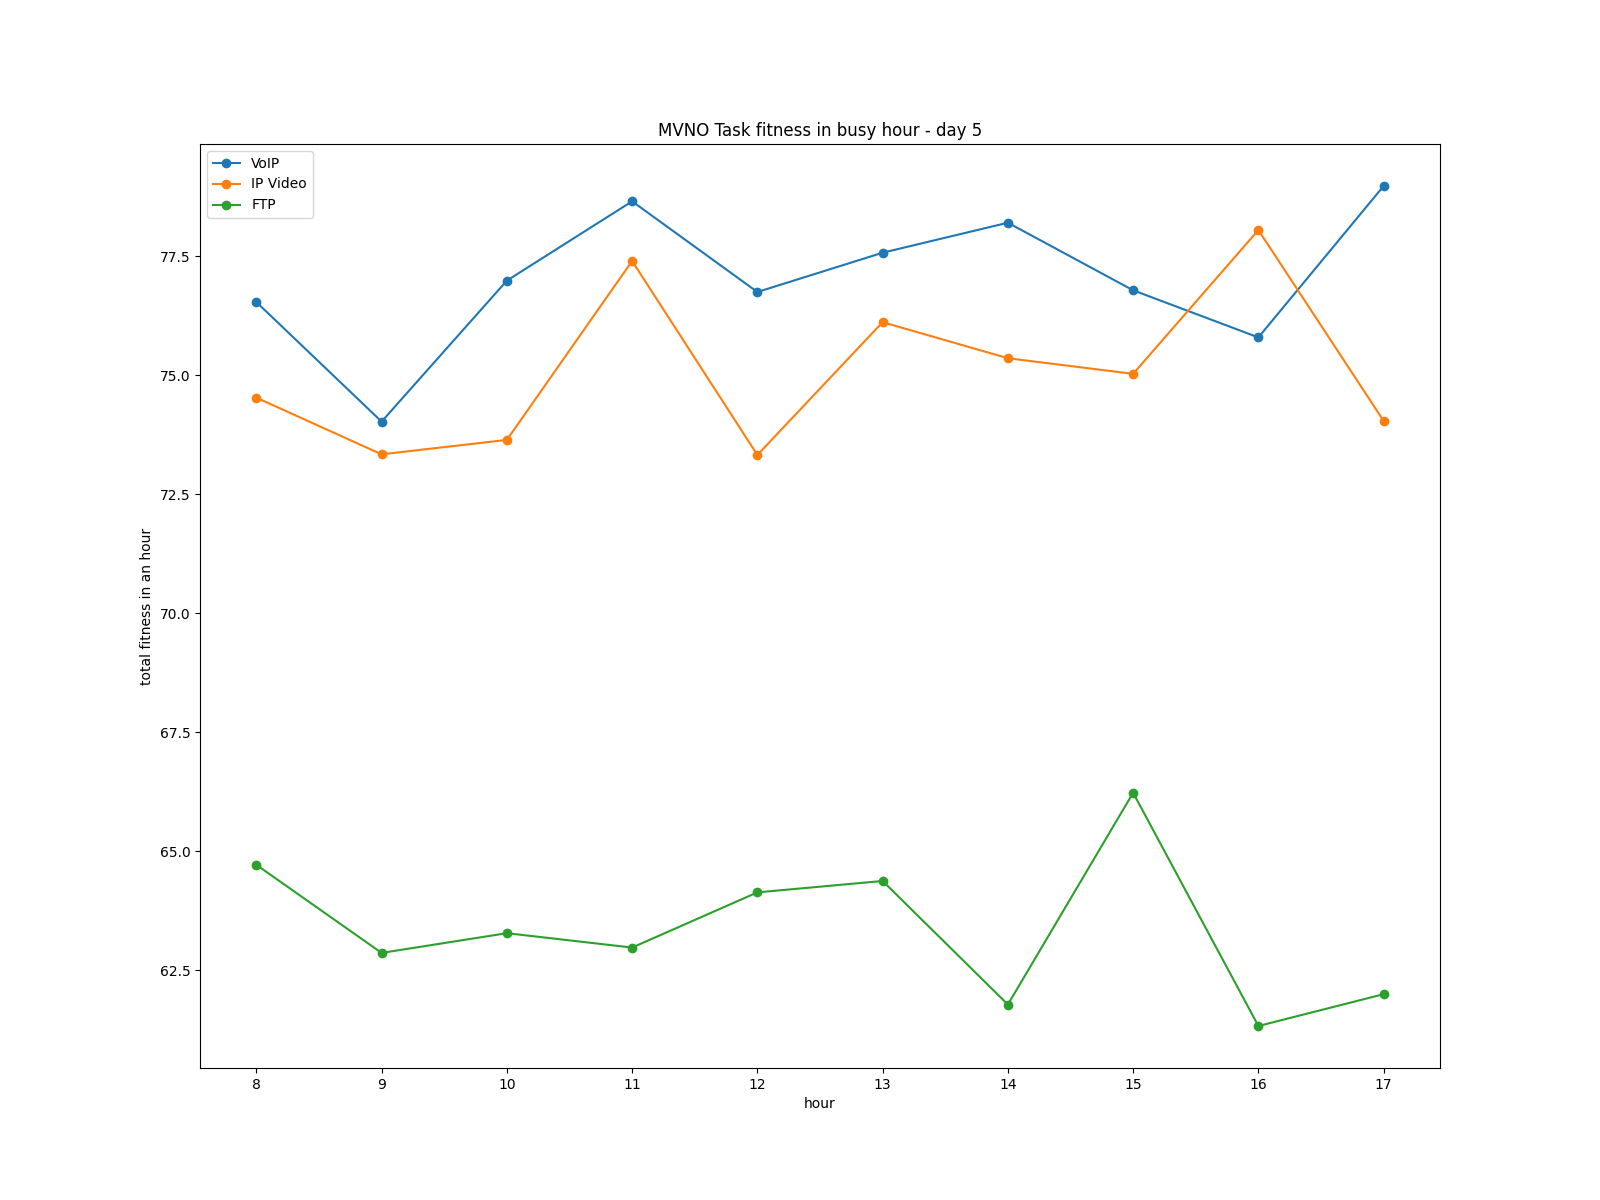 MVNO Task fitness in busy hour - day 5
VoIP
IP Video
FTP
total fitness in an hour
77.5
75.0
72.5
70.0
67.5
65.0
62.5
8 9 10 11 12 13 14 15 16 17
hour